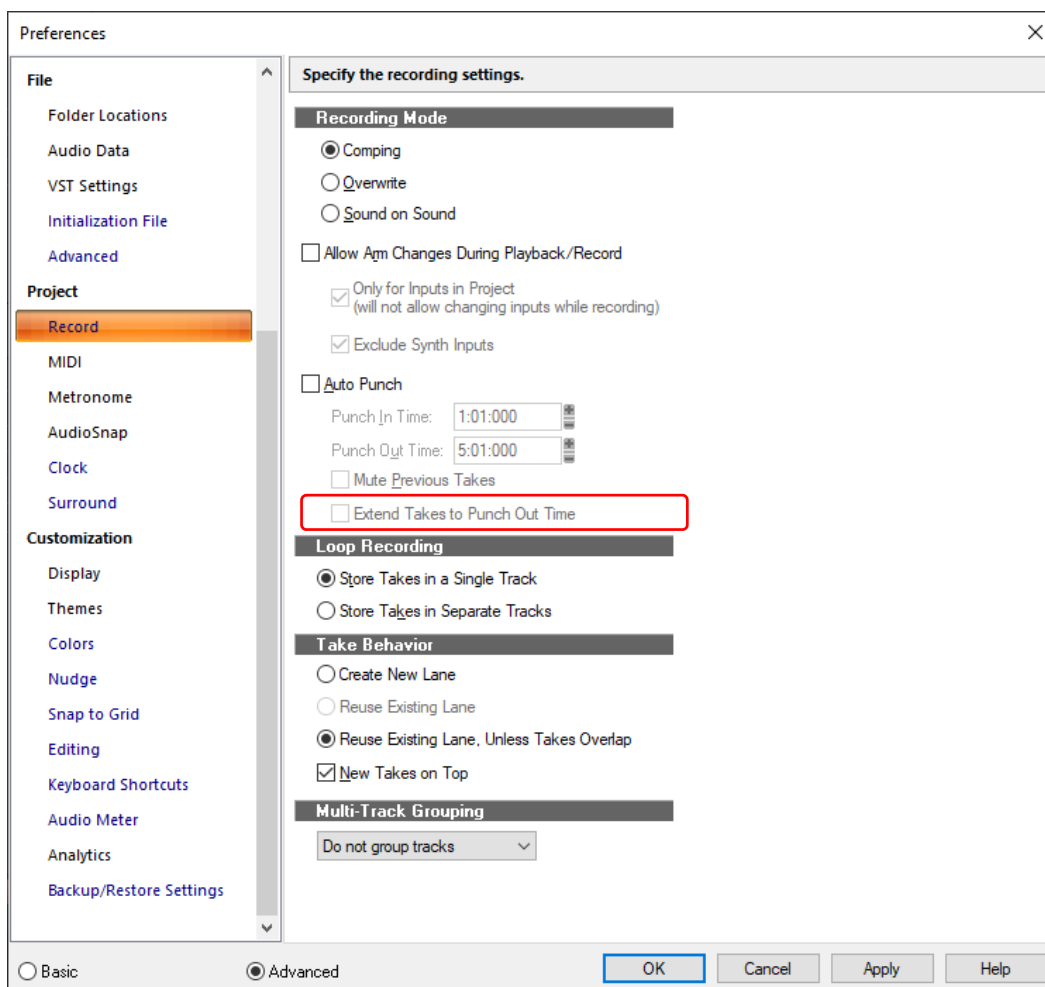 Preferences
File
Folder Locations
Audio Data
VST Settings
Initialization File
Advanced
Project
Record
MIDI
Metronome
AudioSnap
Clock
Surround
Customization
Display
Themes
Colors
Nudge
Snap to Grid
Editing
Keyboard Shortcuts
Audio Meter
Analytics
Backup/Restore Settings
Specify the recording settings.
Recording Mode
Comping
Overwrite
Sound on Sound
Allow Arm Changes During Playback/Record
Only for Inputs in Project
(will not allow changing inputs while recording)
Exclude Synth Inputs
Auto Punch
Punch In Time: 1:01:000
Punch Out Time: 5:01:000
Mute Previous Takes
Extend Takes to Punch Out Time
Loop Recording
Store Takes in a Single Track
Store Takes in Separate Tracks
Take Behavior
Create New Lane
Reuse Existing Lane
Reuse Existing Lane, Unless Takes Overlap
New Takes on Top
Multi-Track Grouping
Do not group tracks
Basic Advanced OK Cancel Apply Help